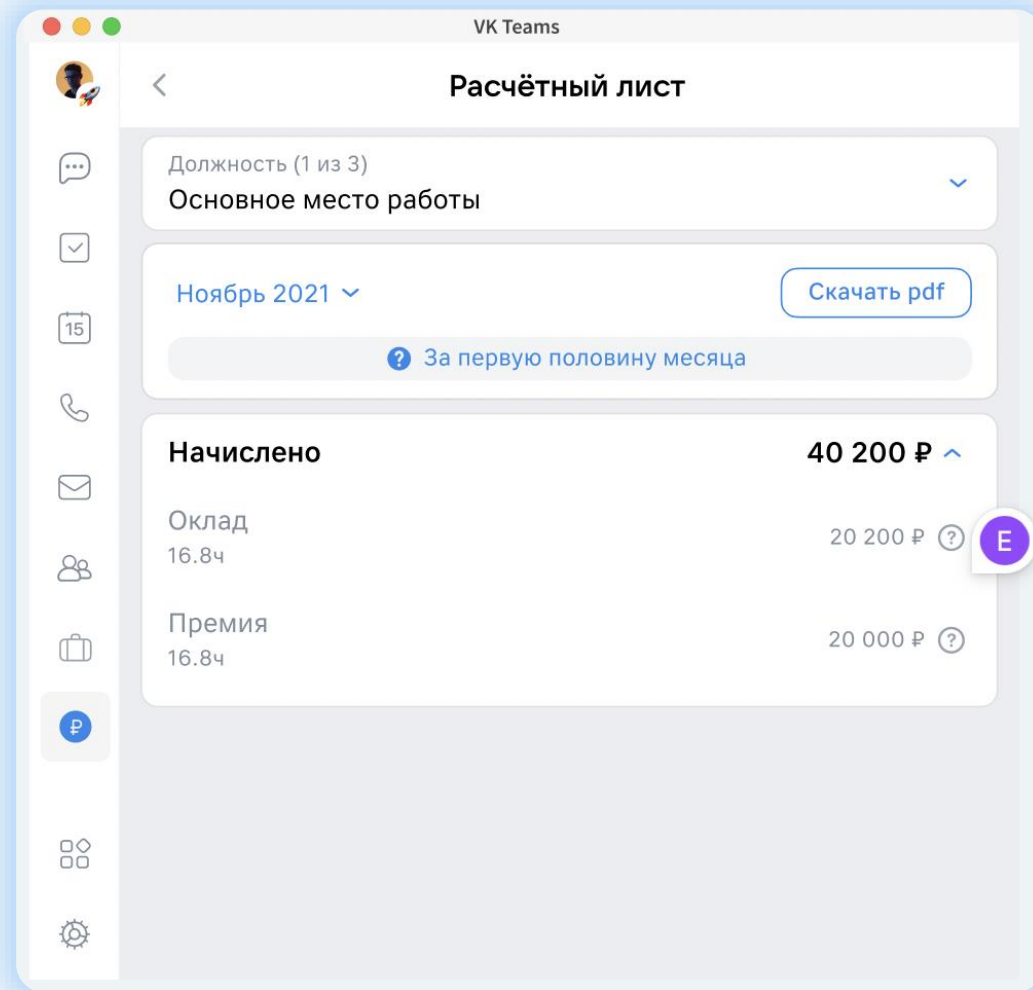 VK Teams
Расчётный лист
Должность (1 из 3)
Основное место работы
Ноябрь 2021
Скачать pdf
15
? За первую половину месяца
Начислено 40 200 ₽
Оклад
20 200 ₽ ?
16.8ч
E
Премия
20 000 ₽ ?
16.8ч
₽